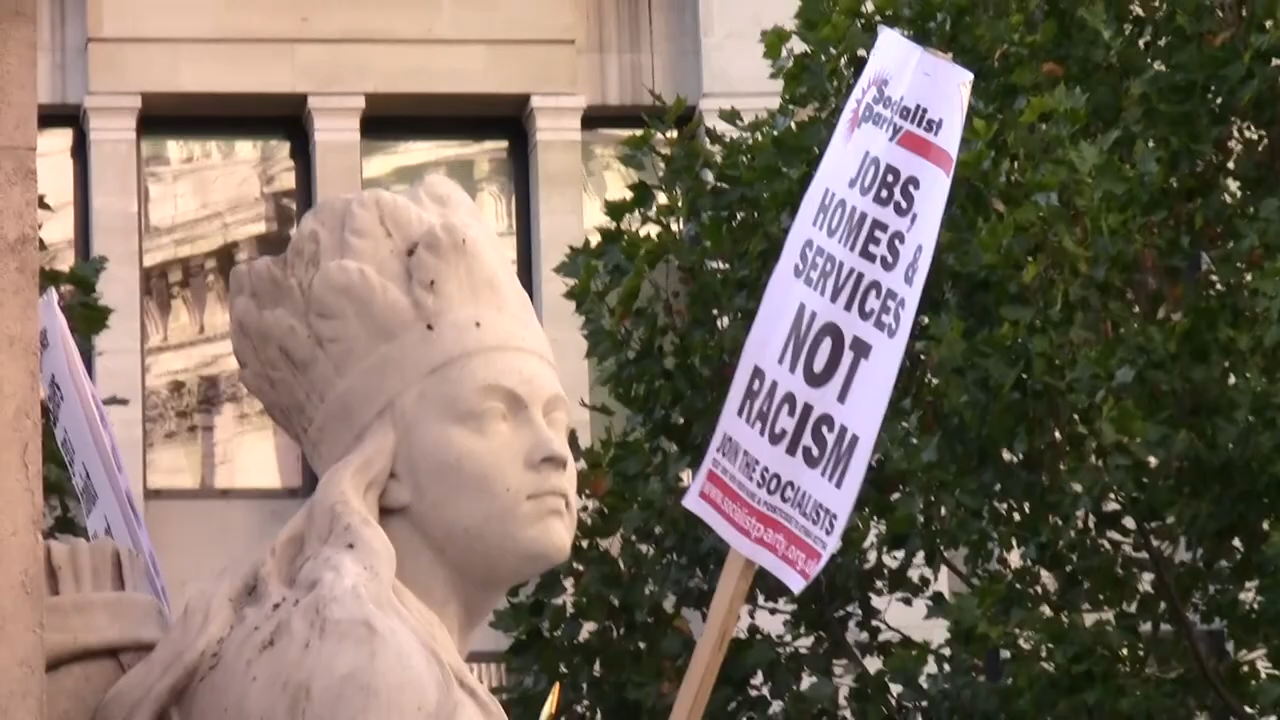 Socialist
Party
JOBS,
HOMES &
SERVICES
NOT
RACISM
JOIN THE SOCIALISTS
www.socialistparty.org.uk